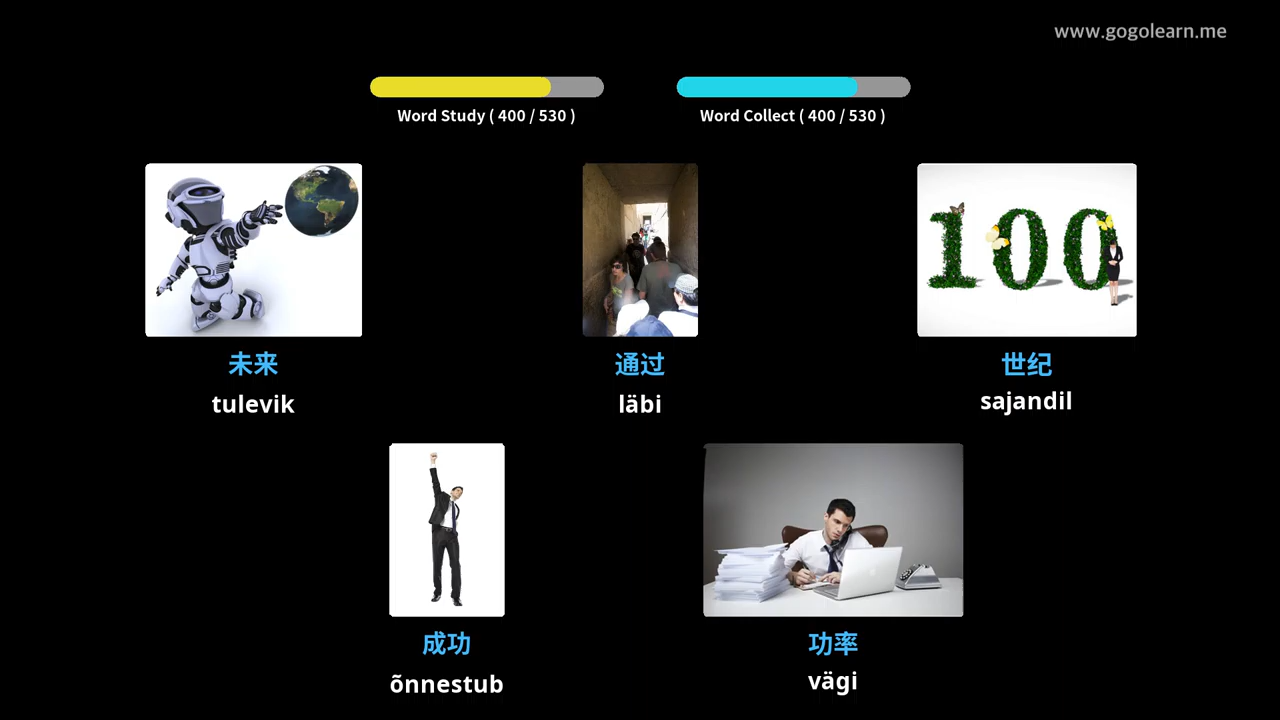 www.gogolearn.me
Word Study ( 400 / 530 )
Word Collect ( 400 / 530 )
未来
tulevik
通过
läbi
世纪
sajandil
成功
õnnestub
功率
vägi